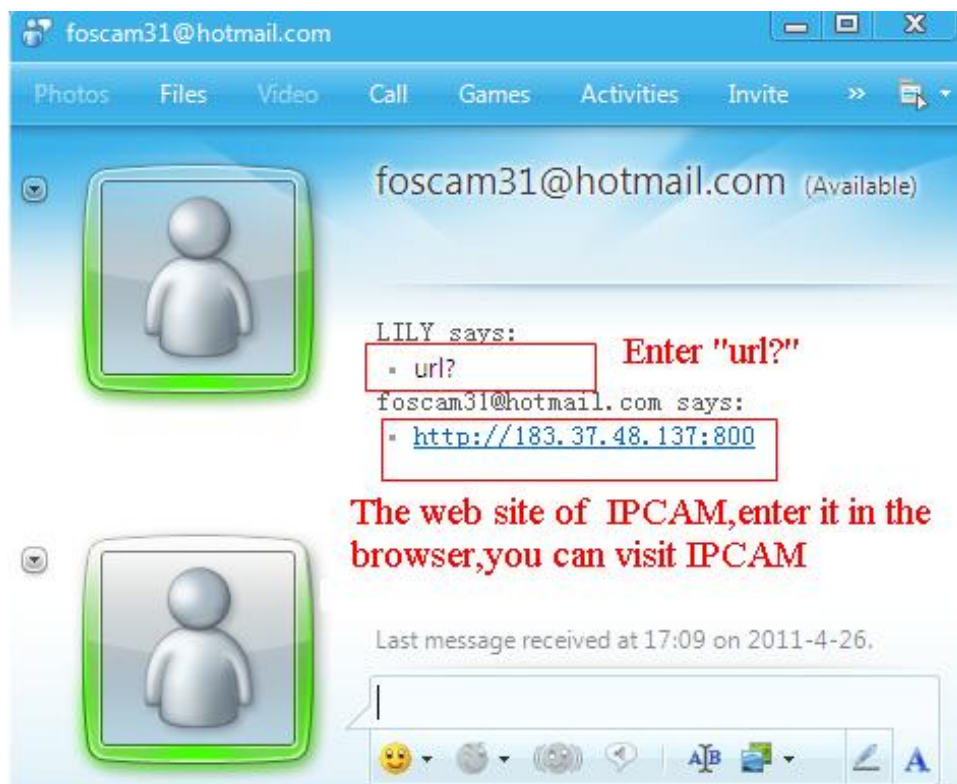 foscam31@hotmail.com
Photos Files Video Call Games Activities Invite »
foscam31@hotmail.com (Available)
LILY says:
url?
Enter "url?"
foscam31@hotmail.com says:
http://183.37.48.137:800
The web site of IPCAM,enter it in the
browser,you can visit IPCAM
Last message received at 17:09 on 2011-4-26.
AB
A